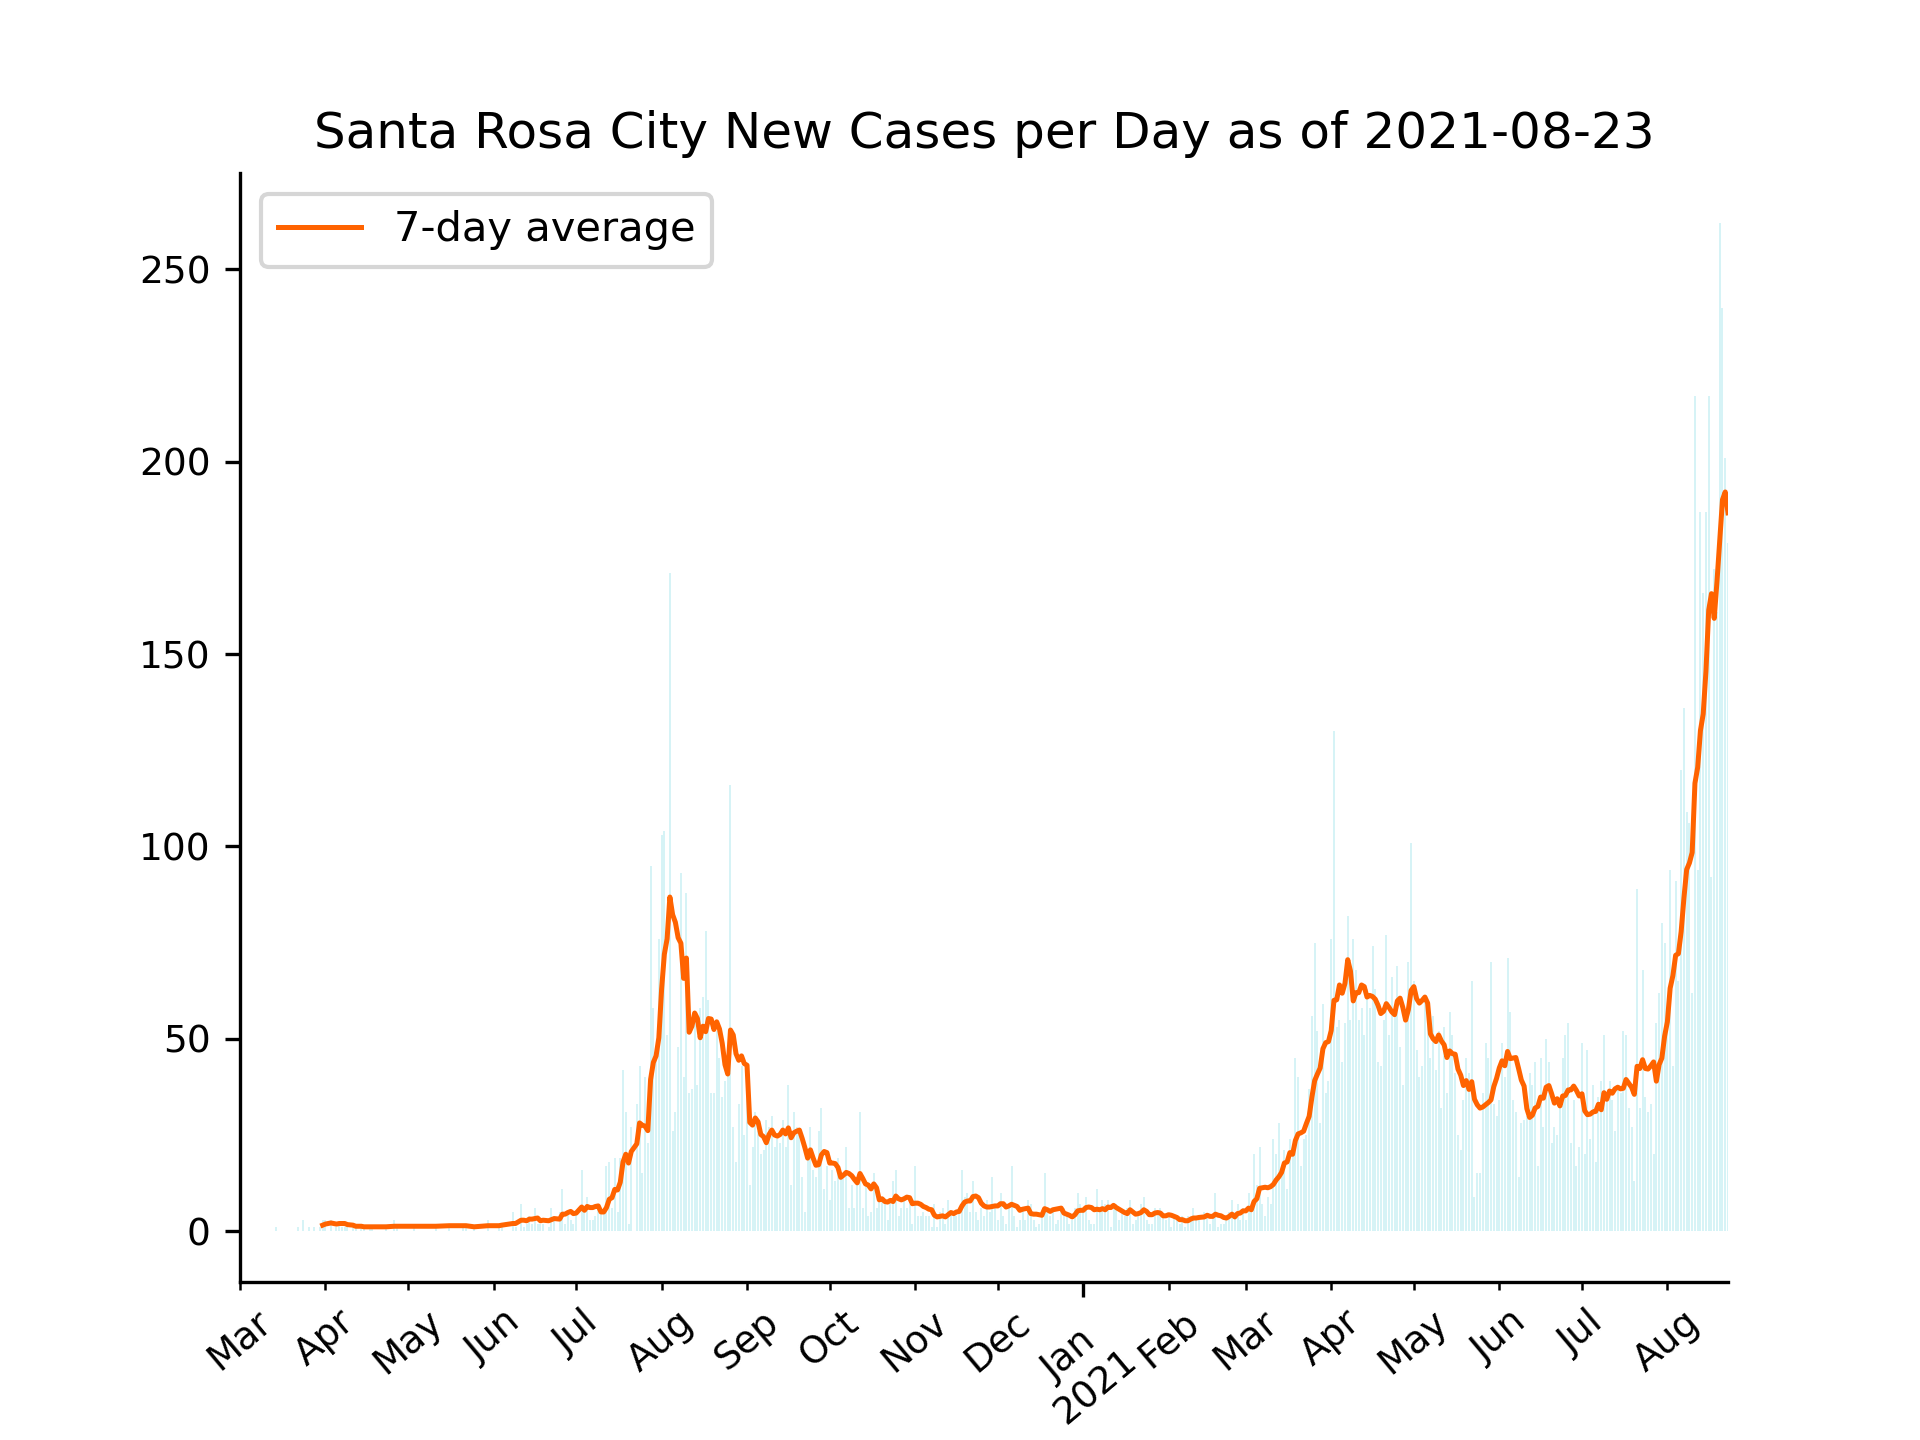 Santa Rosa City New Cases per Day as of 2021-08-23
7-day average
250
200
150
100
50
0
Mar Apr May Jun Jul Aug Sep Oct Nov Dec Jan Feb Mar Apr May Jun Jul Aug
2021